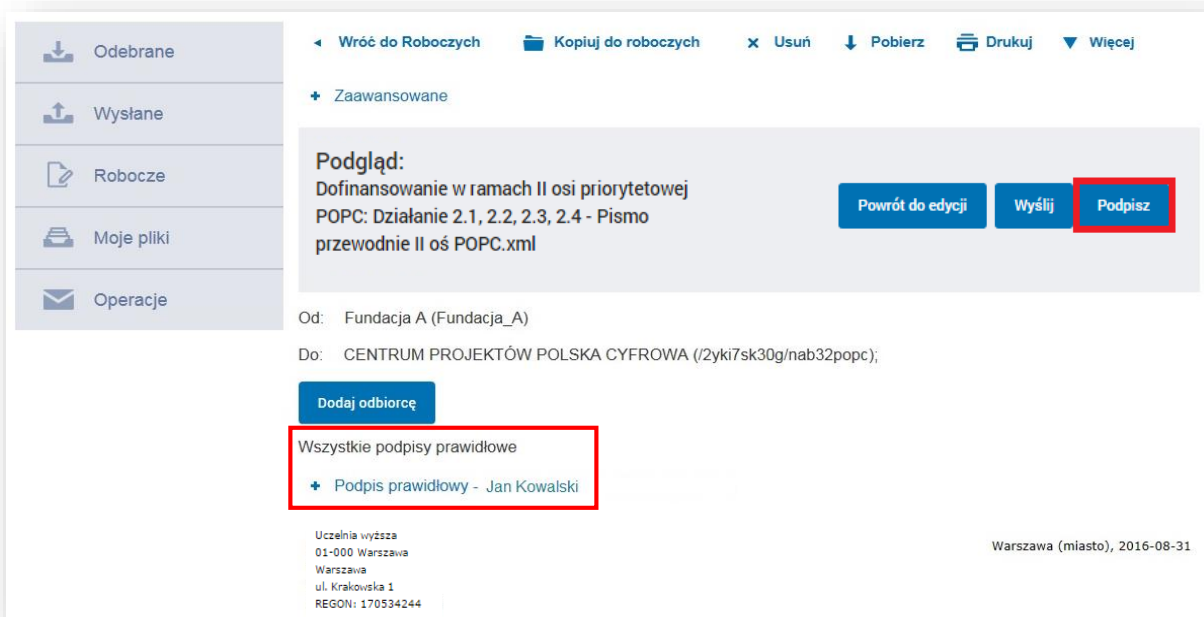 Odebrane
Wysłane
Robocze
Moje pliki
Operacje
Wróć do Roboczych Kopiuj do roboczych Usuń Pobierz Drukuj Więcej
Zaawansowane
Podgląd:
Dofinansowanie w ramach II osi priorytetowej
POPC: Działanie 2.1, 2.2, 2.3, 2.4 - Pismo
przewodnie II oś POPC.xml
Powrót do edycji Wyślij Podpisz
Od: Fundacja A (Fundacja_A)
Do: CENTRUM PROJEKTÓW POLSKA CYFROWA (/2yki7sk30g/nab32popc);
Dodaj odbiorcę
Wszystkie podpisy prawidłowe
+ Podpis prawidłowy - Jan Kowalski
Uczelnia wyższa
01-000 Warszawa
Warszawa
ul. Krakowska 1
REGON: 170534244
Warszawa (miasto), 2016-08-31